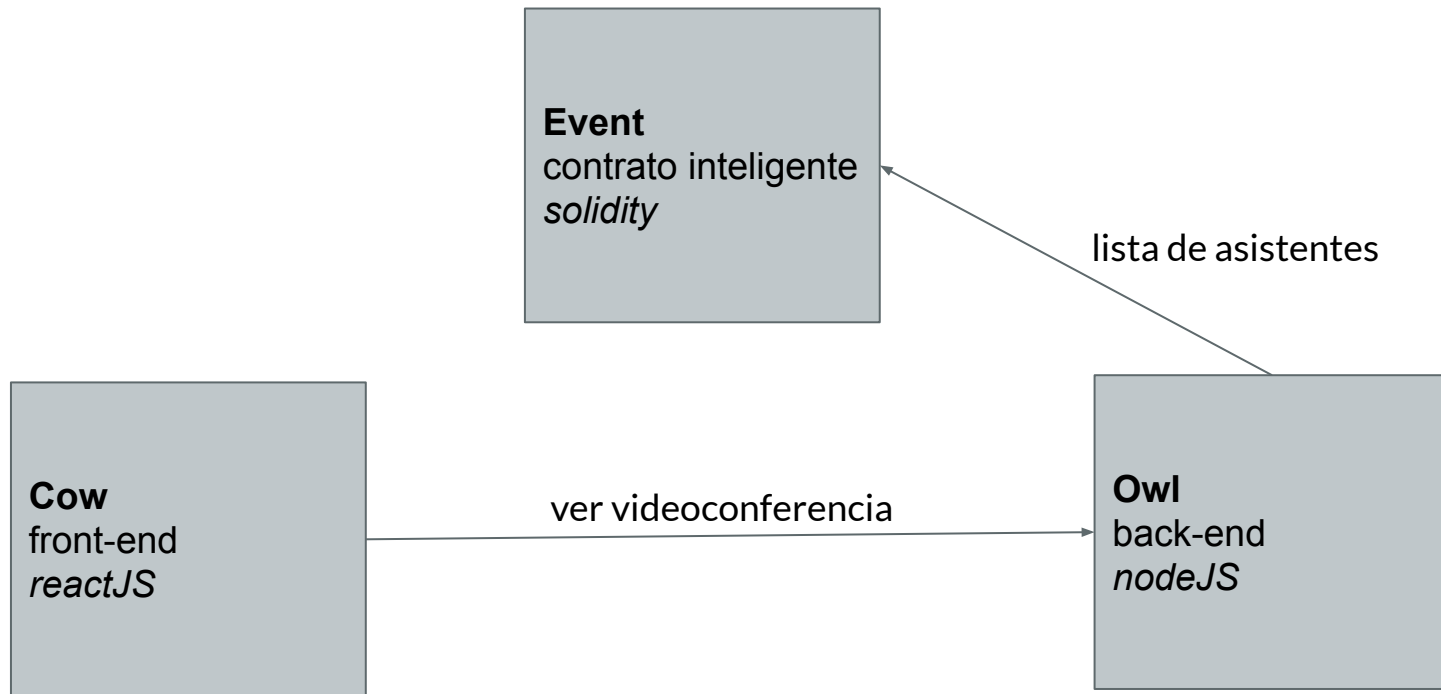 Event
contrato inteligente
solidity
lista de asistentes
Cow
front-end
reactJS
ver videoconferencia
Owl
back-end
nodeJS